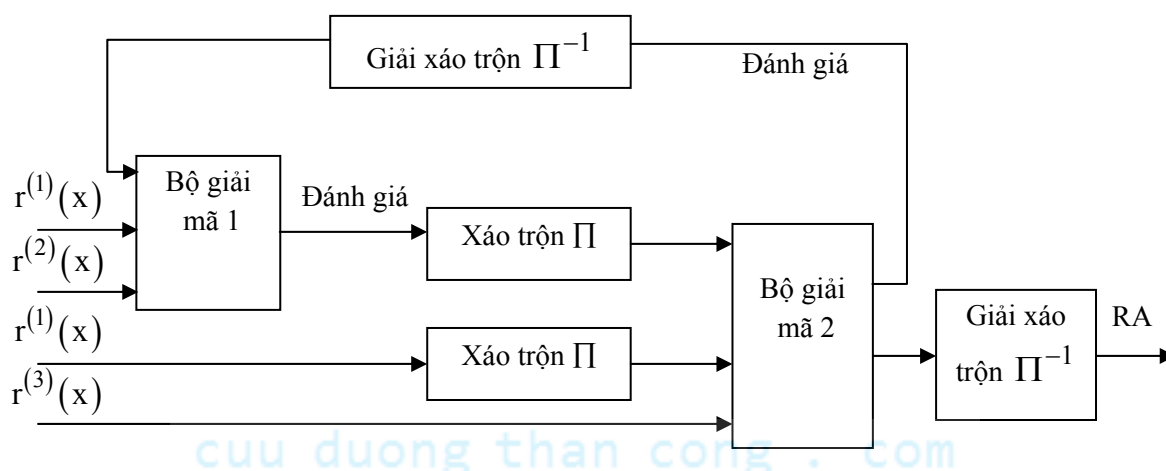 Giải xáo trộn Π⁻¹
Đánh giá
Bộ giải
mã 1
r⁽¹⁾(x)
Đánh giá
r⁽²⁾(x)
Xáo trộn Π
Bộ giải
mã 2
r⁽¹⁾(x)
Xáo trộn Π
r⁽³⁾(x)
Giải xáo
trộn Π⁻¹
RA
cuu duong than cong . com